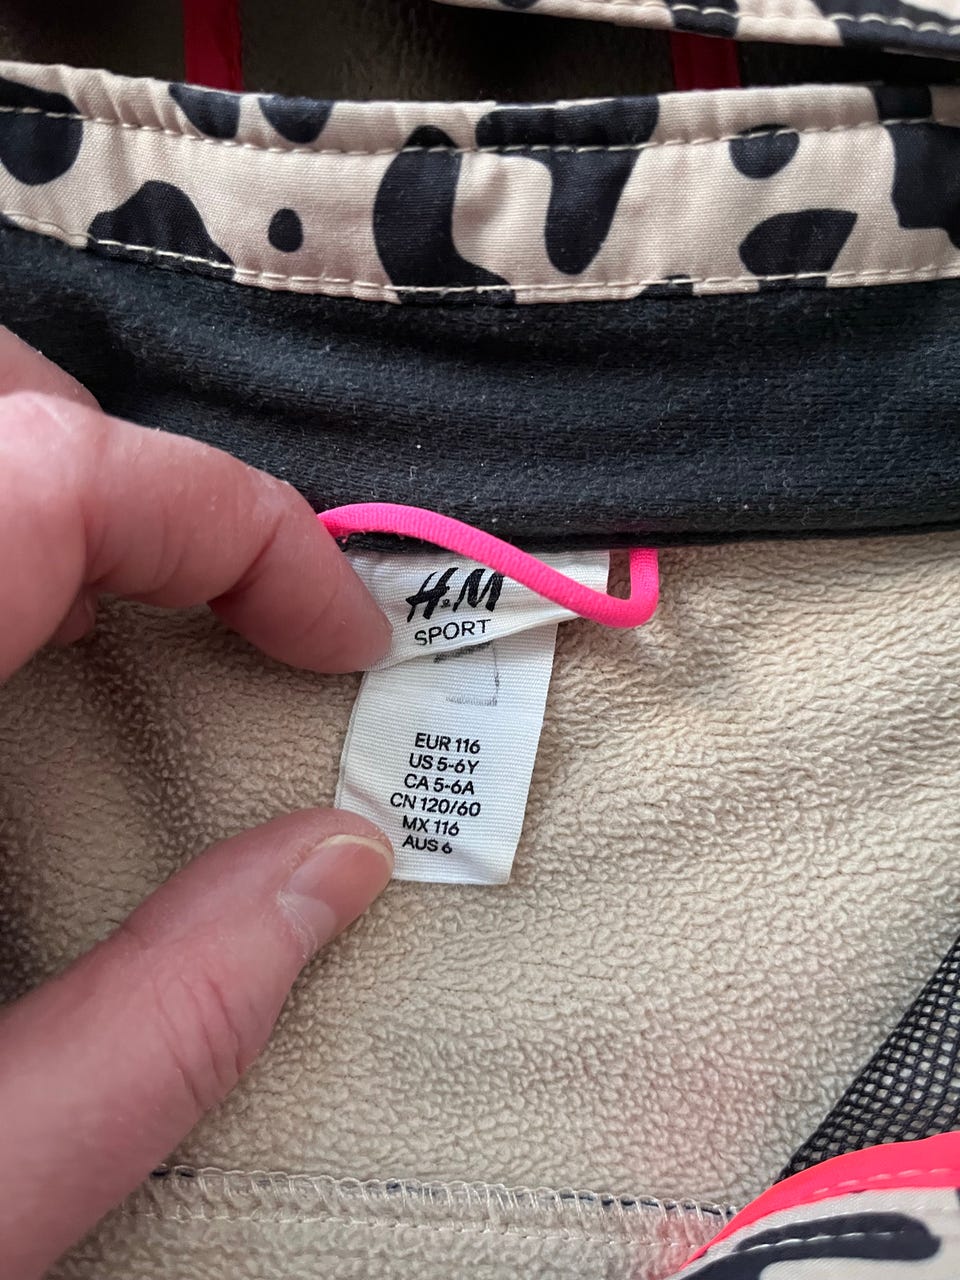 H&M
SPORT
EUR 116
US 5-6Y
CA 5-6A
CN 120/60
MX 116
AUS 6